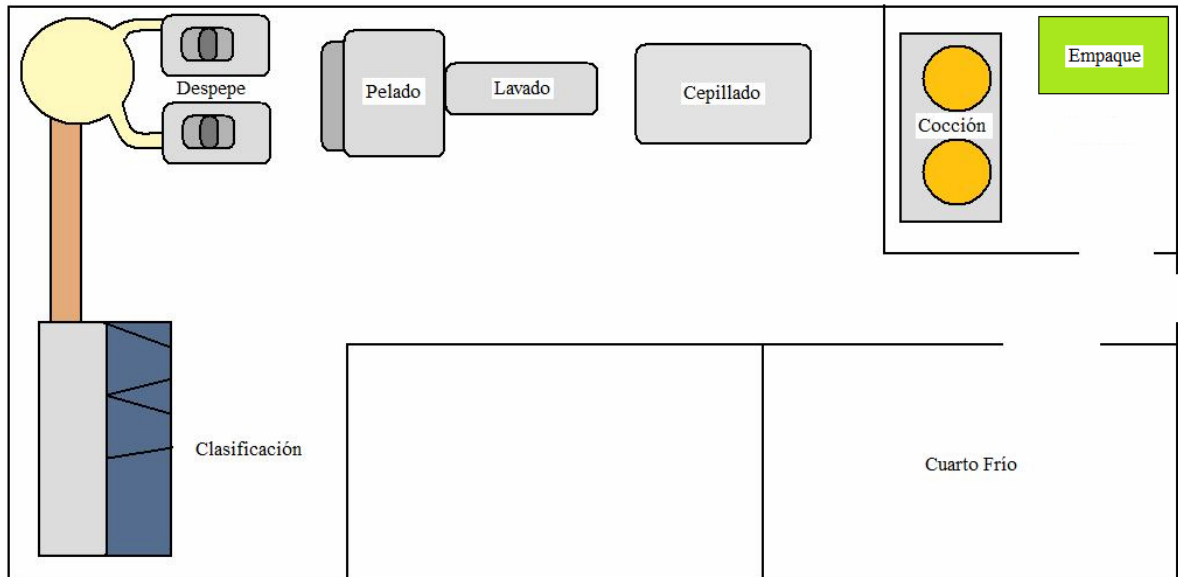 Despepe
Pelado
Lavado
Cepillado
Cocción
Empaque
Clasificación
Cuarto Frío